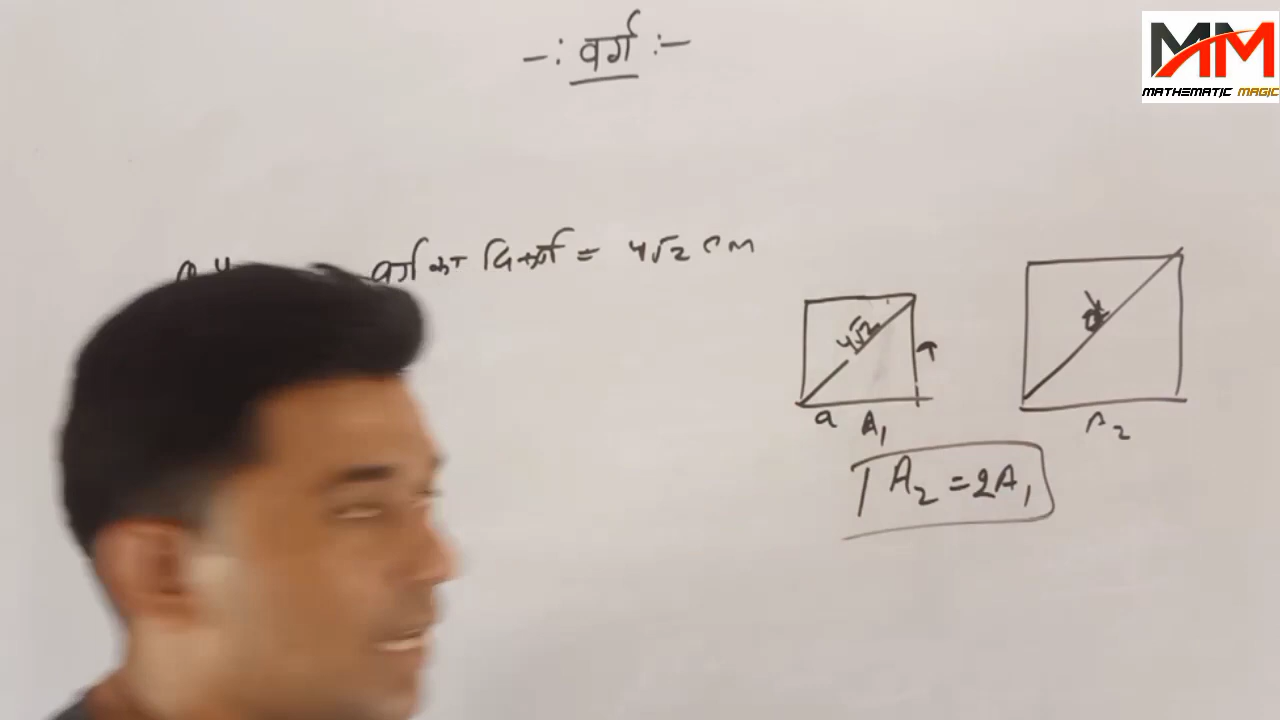 MM
MATHEMATIC MAGIC
-: वर्ग :-
वर्ग का विकर्ण = 4√2 cm
4√2
a A₁
A₂
A₂ = 2A₁